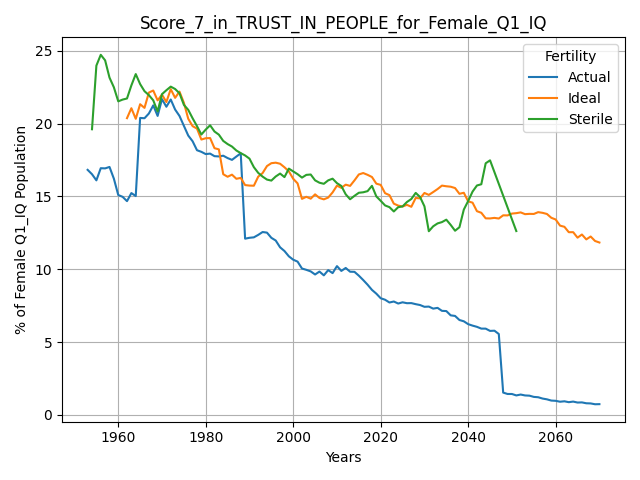 Score_7_in_TRUST_IN_PEOPLE_for_Female_Q1_IQ
% of Female Q1_IQ Population
25
20
15
10
5
0
Fertility
Actual
Ideal
Sterile
1960 1980 2000 2020 2040 2060
Years